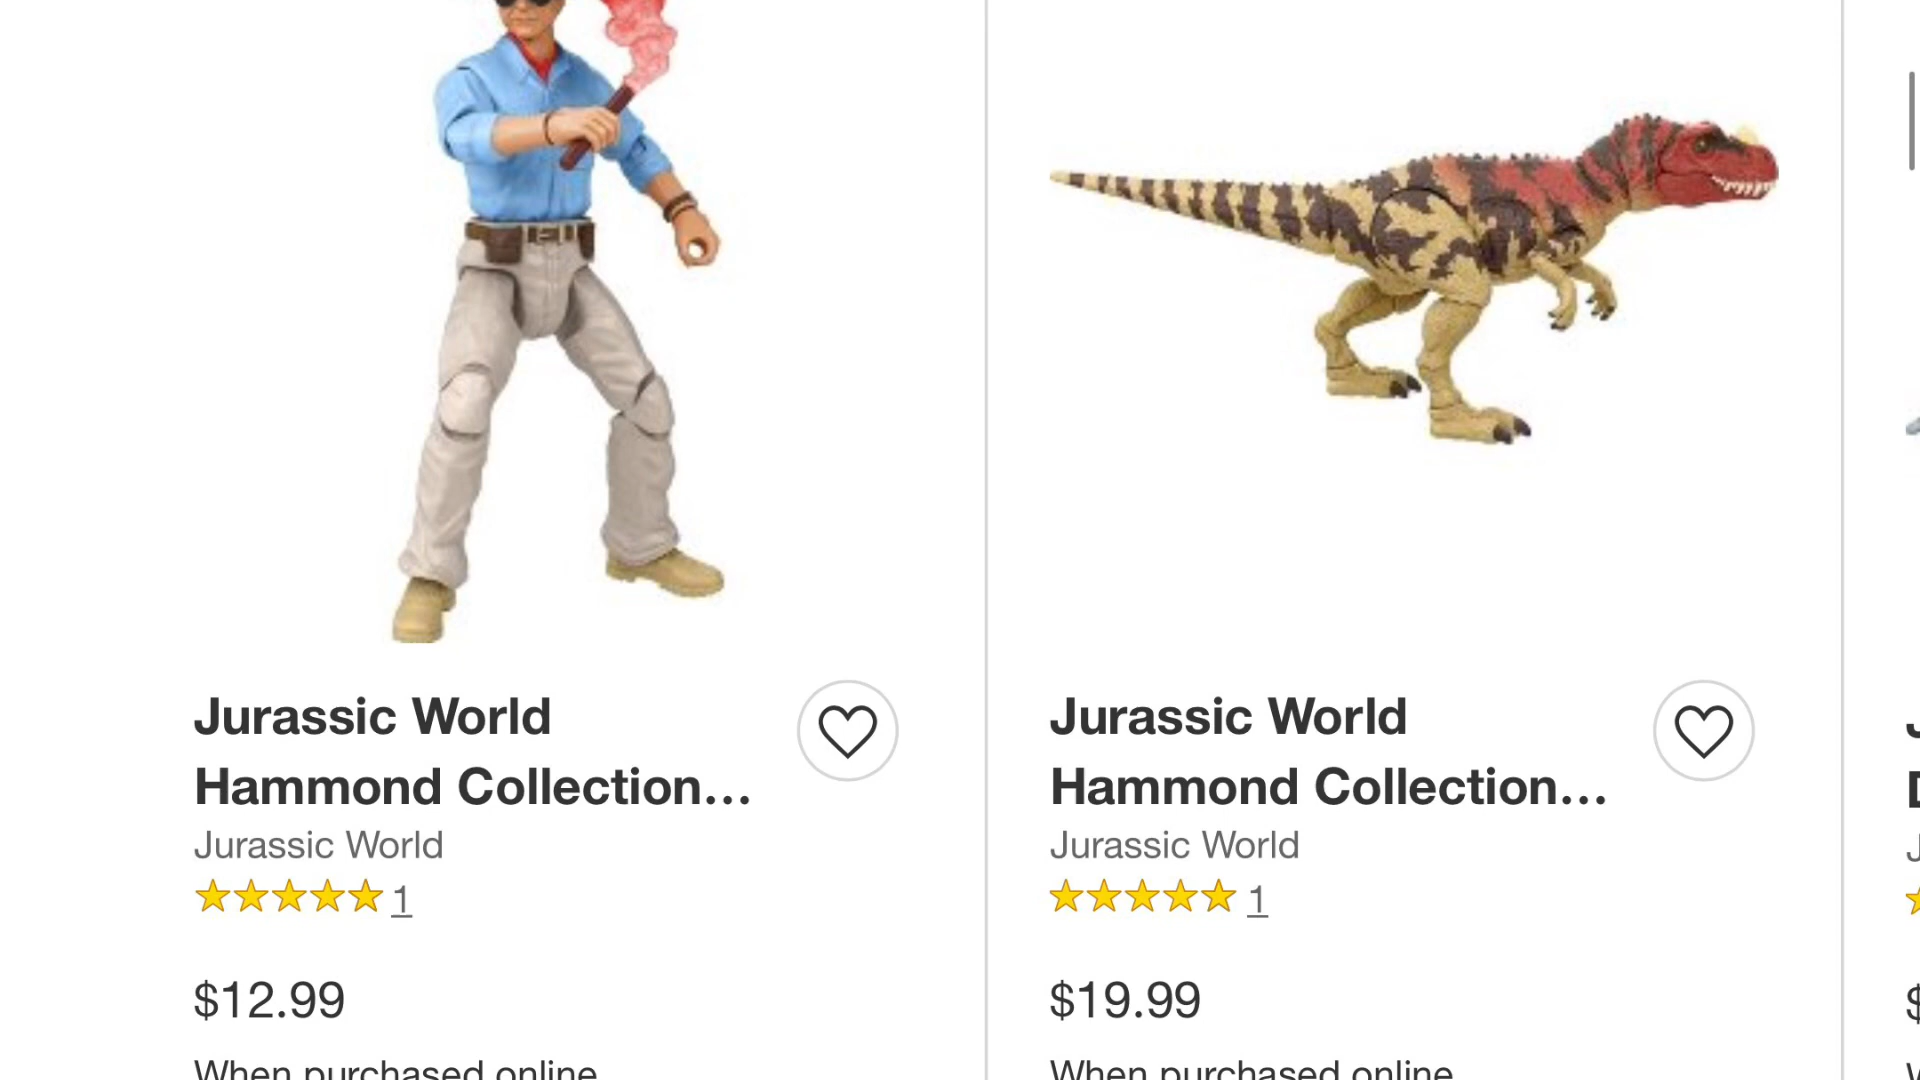 Jurassic World
Hammond Collection...
Jurassic World
1
$12.99
When purchased online
Jurassic World
Hammond Collection...
Jurassic World
1
$19.99
When purchased online